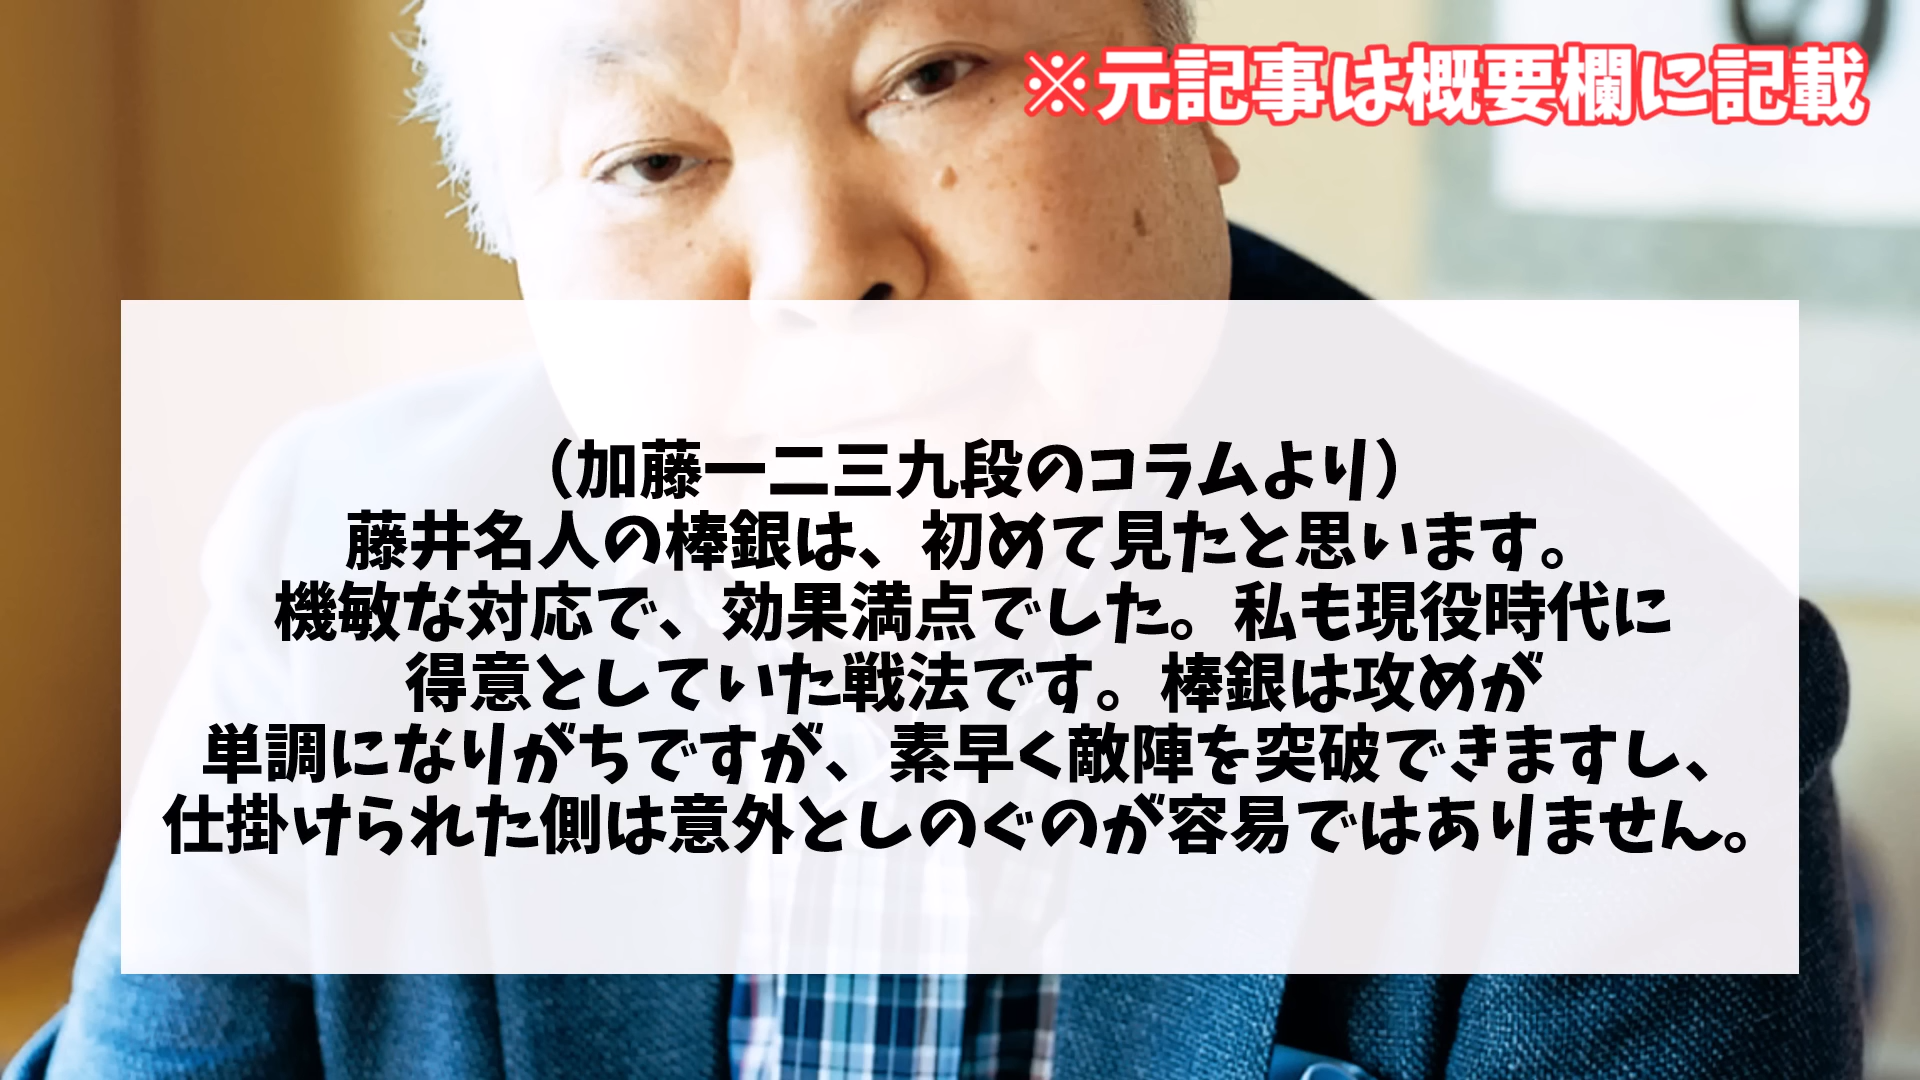 ※元記事は概要欄に記載
（加藤一二三九段のコラムより）
藤井名人の棒銀は、初めて見たと思います。
機敏な対応で、効果満点でした。私も現役時代に
得意としていた戦法です。棒銀は攻めが
単調になりがちですが、素早く敵陣を突破できますし、
仕掛けられた側は意外としのぐのが容易ではありません。